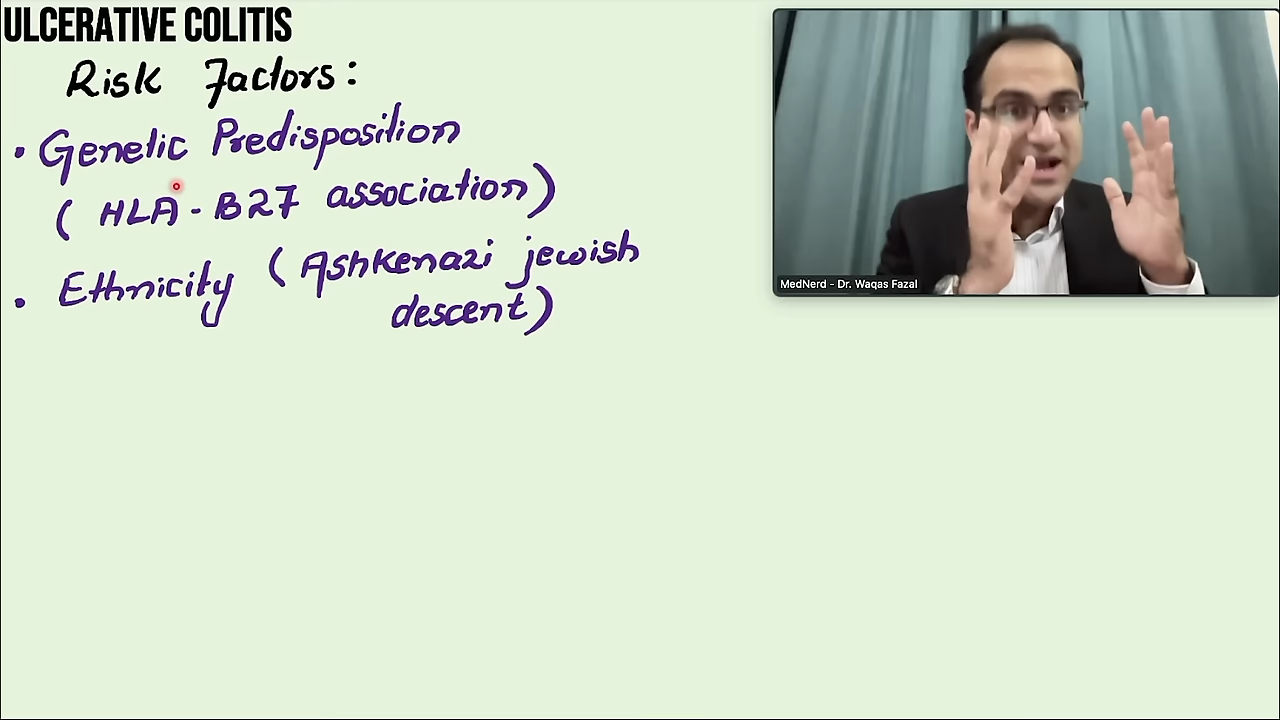 ULCERATIVE COLITIS
Risk Factors:
• Genetic Predisposition
( HLA-B27 association)
• Ethnicity (Ashkenazi jewish
descent)
MedNerd - Dr. Waqas Fazal